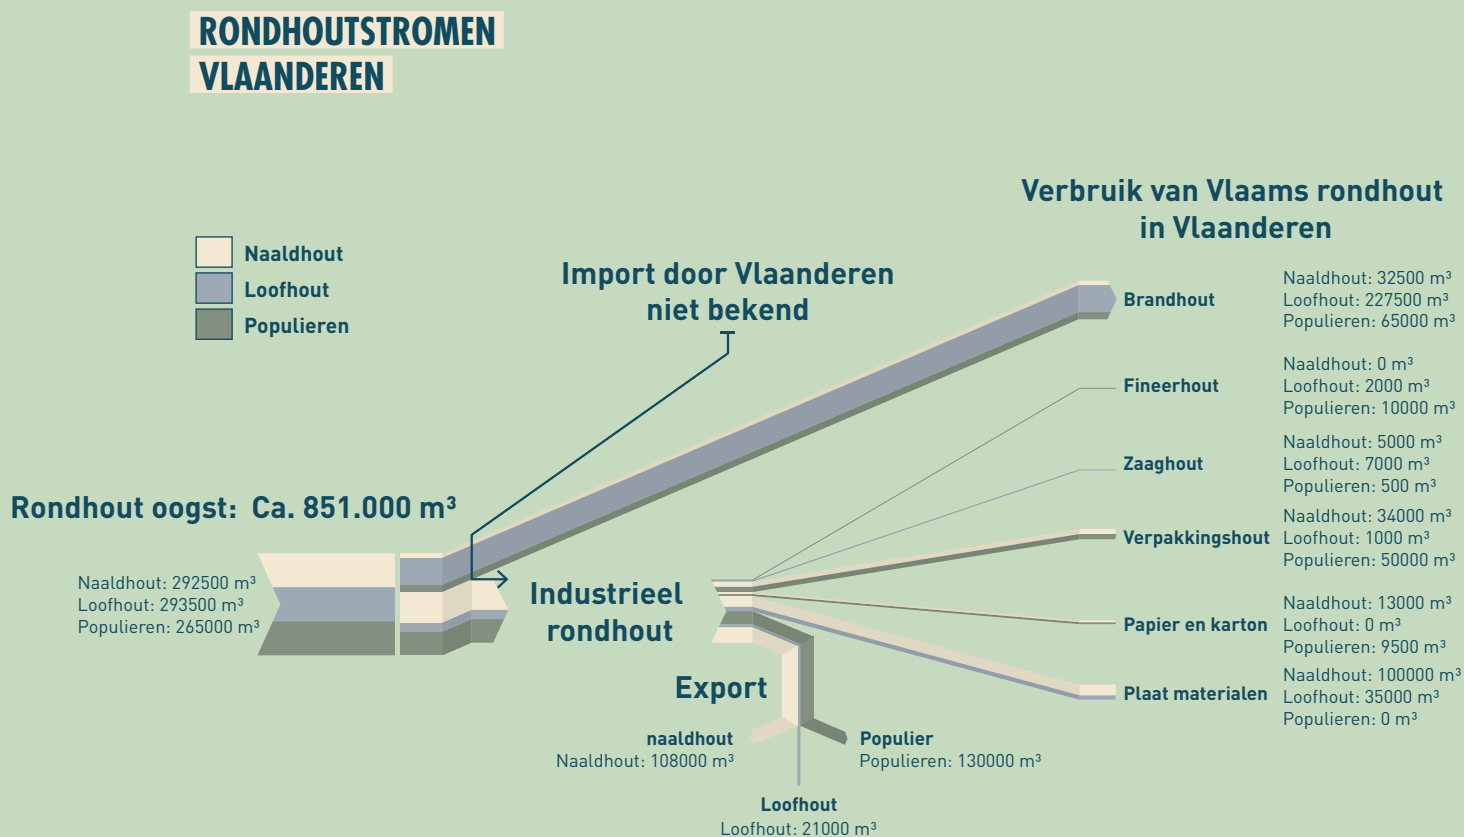 RONDHOUTSTROMEN
VLAANDEREN
Naaldhout
Loofhout
Populieren
Import door Vlaanderen
niet bekend
Verbruik van Vlaams rondhout
in Vlaanderen
Brandhout
Naaldhout: 32500 m³
Loofhout: 227500 m³
Populieren: 65000 m³
Fineerhout
Naaldhout: 0 m³
Loofhout: 2000 m³
Populieren: 10000 m³
Zaaghout
Naaldhout: 5000 m³
Loofhout: 7000 m³
Populieren: 500 m³
Verpakkingshout
Naaldhout: 34000 m³
Loofhout: 1000 m³
Populieren: 50000 m³
Papier en karton
Naaldhout: 13000 m³
Loofhout: 0 m³
Populieren: 9500 m³
Plaat materialen
Naaldhout: 100000 m³
Loofhout: 35000 m³
Populieren: 0 m³
Rondhout oogst: Ca. 851.000 m³
Naaldhout: 292500 m³
Loofhout: 293500 m³
Populieren: 265000 m³
Industrieel
rondhout
Export
naaldhout
Naaldhout: 108000 m³
Populier
Populieren: 130000 m³
Loofhout
Loofhout: 21000 m³